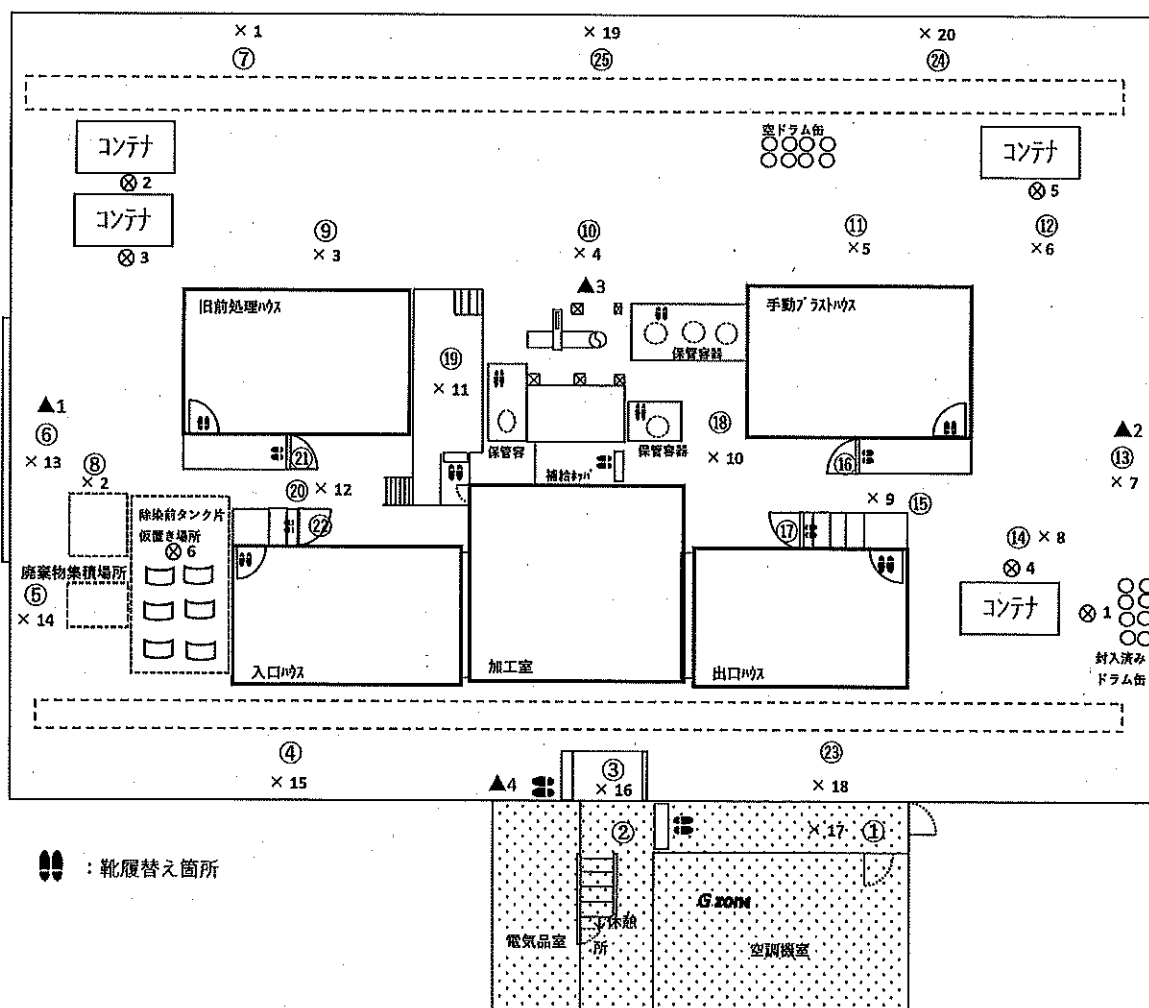 × 1
× 19
× 20
⑦
㉕
㉔
コンテナ
⊗ 2
コンテナ
⊗ 3
空ドラム缶
コンテナ
⊗ 5
⑨
× 3
⑩
× 4
⑪
×5
⑫
× 6
▲3
旧前処理ハウス
手動ブラストハウス
保管容器
⑲
× 11
▲1
⑥
× 13
⑧
× 2
㉑
保管容
補給ホッパ
保管容器
⑱
× 10
⑯
▲2
⑬
× 7
⑳
× 12
㉒
⑰
× 9
⑮
除染前タンク片
仮置き場所
⊗ 6
⑭ × 8
⊗ 4
廃棄物集積場所
⑤
× 14
コンテナ
⊗ 1
封入済み
ドラム缶
入口ハウス
加工室
出口ハウス
④
× 15
▲4
③
× 16
㉓
× 18
②
× 17
①
：靴履替え箇所
G ZONE
電気品室
休憩
所
空調機室